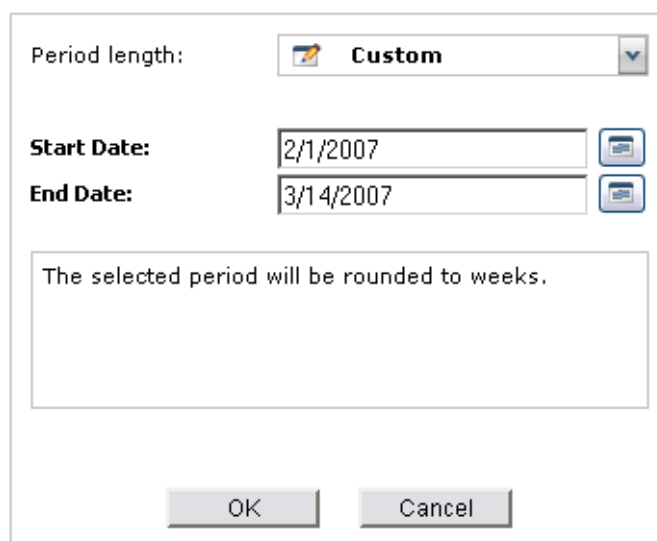 Period length: Custom
Start Date: 2/1/2007
End Date: 3/14/2007
The selected period will be rounded to weeks.
OK Cancel